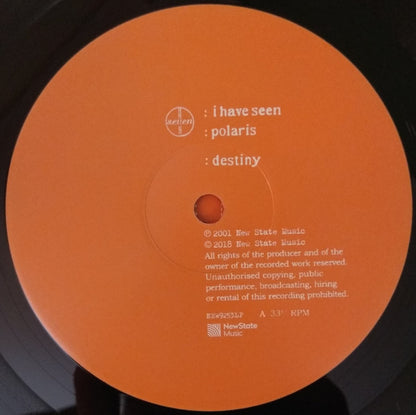 seven
: i have seen
: polaris
: destiny
℗ 2001 New State Music
© 2018 New State Music
All rights of the producer and of the
owner of the recorded work reserved.
Unauthorised copying, public
performance, broadcasting, hiring
or rental of this recording prohibited.
A 33⅓ RPM
NewState
Music